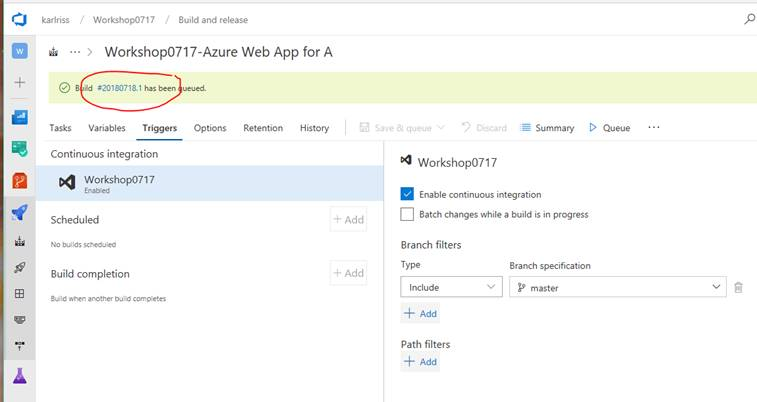 karlriss / Workshop0717 / Build and release
W
... > Workshop0717-Azure Web App for A
Build #20180718.1 has been queued.
Tasks Variables Triggers Options Retention History Save & queue Discard Summary Queue ...
Continuous integration
Workshop0717
Enabled
Scheduled
+ Add
No builds scheduled
Build completion
+ Add
Build when another build completes
Workshop0717
Enable continuous integration
Batch changes while a build is in progress
Branch filters
Type Branch specification
Include master
+ Add
Path filters
+ Add